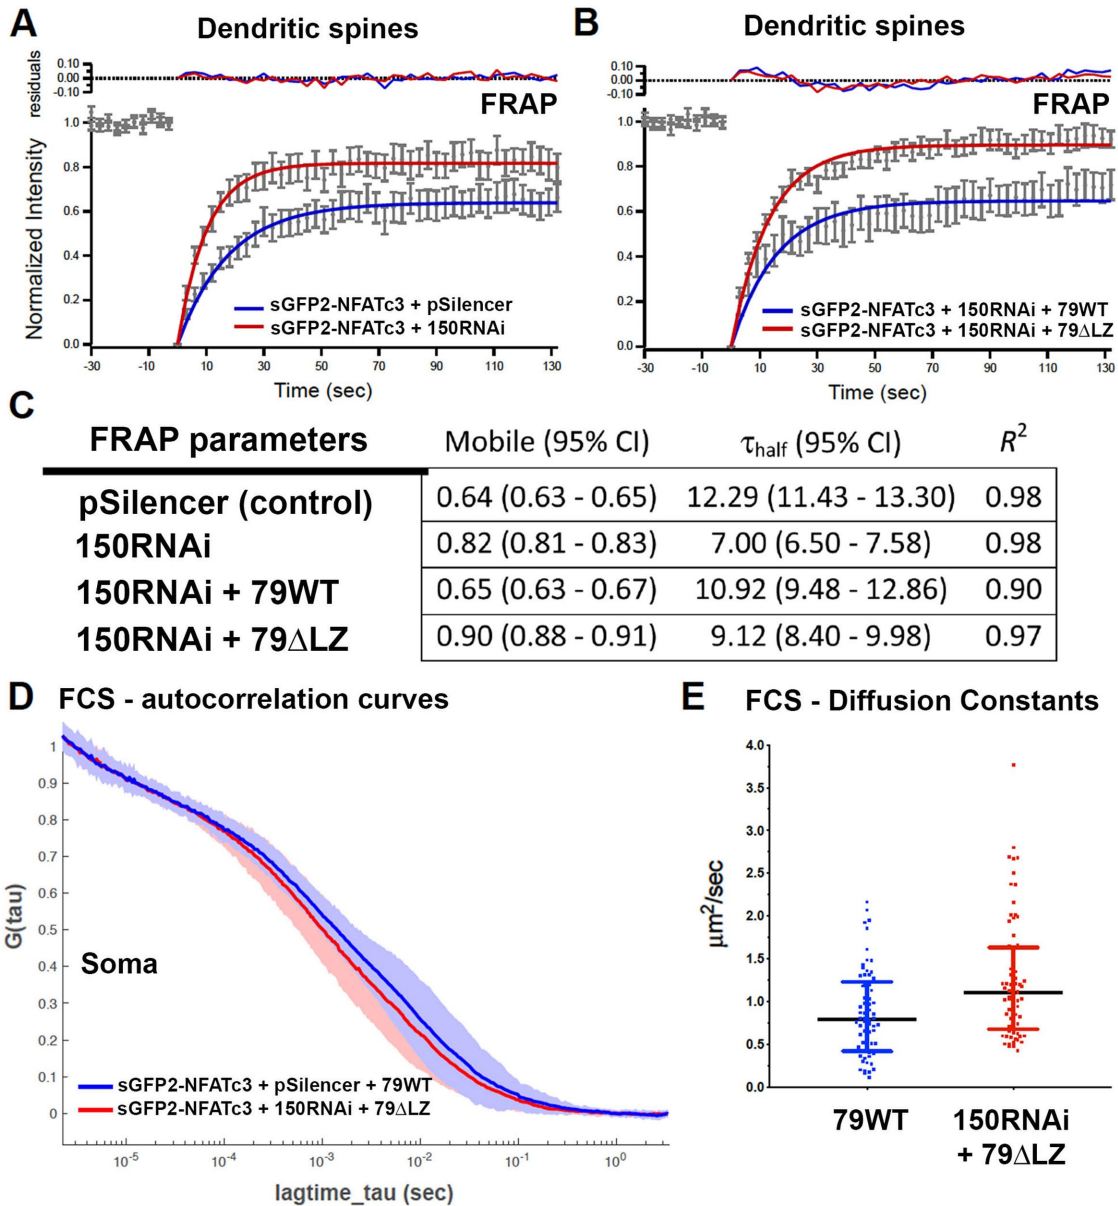 A
Dendritic spines
residuals
0.10
0.00
-0.10
FRAP
Normalized Intensity
1.0
0.8
0.6
0.4
0.2
0.0
sGFP2-NFATc3 + pSilencer
sGFP2-NFATc3 + 150RNAi
-30 -10 10 30 50 70 90 110 130
Time (sec)
B
Dendritic spines
0.10
0.00
-0.10
FRAP
1.0
0.8
0.6
0.4
0.2
0.0
sGFP2-NFATc3 + 150RNAi + 79WT
sGFP2-NFATc3 + 150RNAi + 79ΔLZ
-30 -10 10 30 50 70 90 110 130
Time (sec)
C
FRAP parameters Mobile (95% CI) τhalf (95% CI) R²
pSilencer (control) 0.64 (0.63 - 0.65) 12.29 (11.43 - 13.30) 0.98
150RNAi 0.82 (0.81 - 0.83) 7.00 (6.50 - 7.58) 0.98
150RNAi + 79WT 0.65 (0.63 - 0.67) 10.92 (9.48 - 12.86) 0.90
150RNAi + 79ΔLZ 0.90 (0.88 - 0.91) 9.12 (8.40 - 9.98) 0.97
D
FCS - autocorrelation curves
G(tau)
1
0.9
0.8
0.7
0.6
0.5
0.4
0.3
0.2
0.1
0
Soma
sGFP2-NFATc3 + pSilencer + 79WT
sGFP2-NFATc3 + 150RNAi + 79ΔLZ
10⁻⁵ 10⁻⁴ 10⁻³ 10⁻² 10⁻¹ 10⁰
lagtime_tau (sec)
E
FCS - Diffusion Constants
μm²/sec
4.0
3.5
3.0
2.5
2.0
1.5
1.0
0.5
0.0
79WT
150RNAi
+ 79ΔLZ